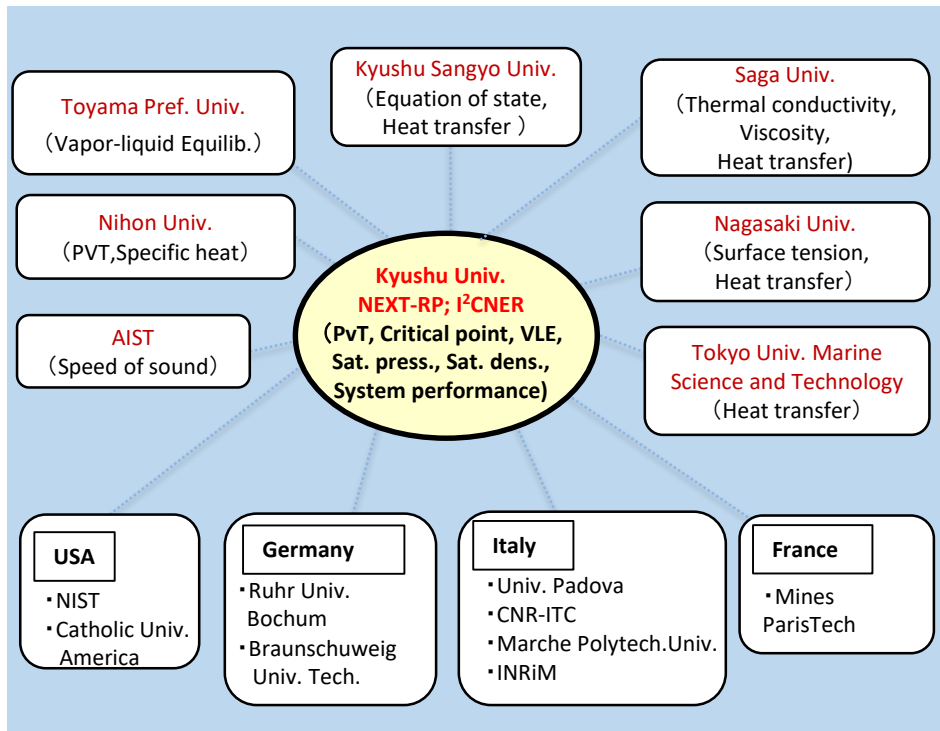 Kyushu Sangyo Univ.
（Equation of state,
Heat transfer ）
Toyama Pref. Univ.
（Vapor-liquid Equilib.）
Saga Univ.
（Thermal conductivity,
Viscosity,
Heat transfer)
Nihon Univ.
（PVT,Specific heat）
Nagasaki Univ.
（Surface tension,
Heat transfer）
Kyushu Univ.
NEXT-RP; I²CNER
（PvT, Critical point, VLE,
Sat. press., Sat. dens.,
System performance)
AIST
（Speed of sound）
Tokyo Univ. Marine
Science and Technology
（Heat transfer）
USA
・NIST
・Catholic Univ.
America
Germany
・Ruhr Univ.
Bochum
・Braunschuweig
Univ. Tech.
Italy
・Univ. Padova
・CNR-ITC
・Marche Polytech.Univ.
・INRiM
France
・Mines
ParisTech